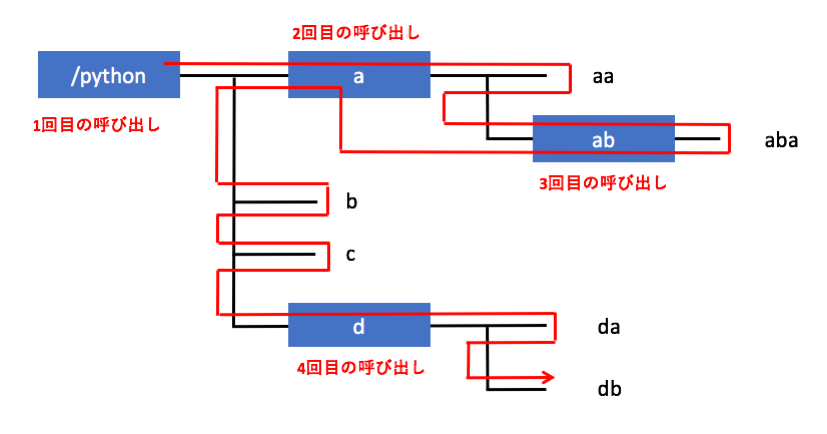 2回目の呼び出し
/python
a
aa
1回目の呼び出し
ab
aba
3回目の呼び出し
b
c
d
da
4回目の呼び出し
db